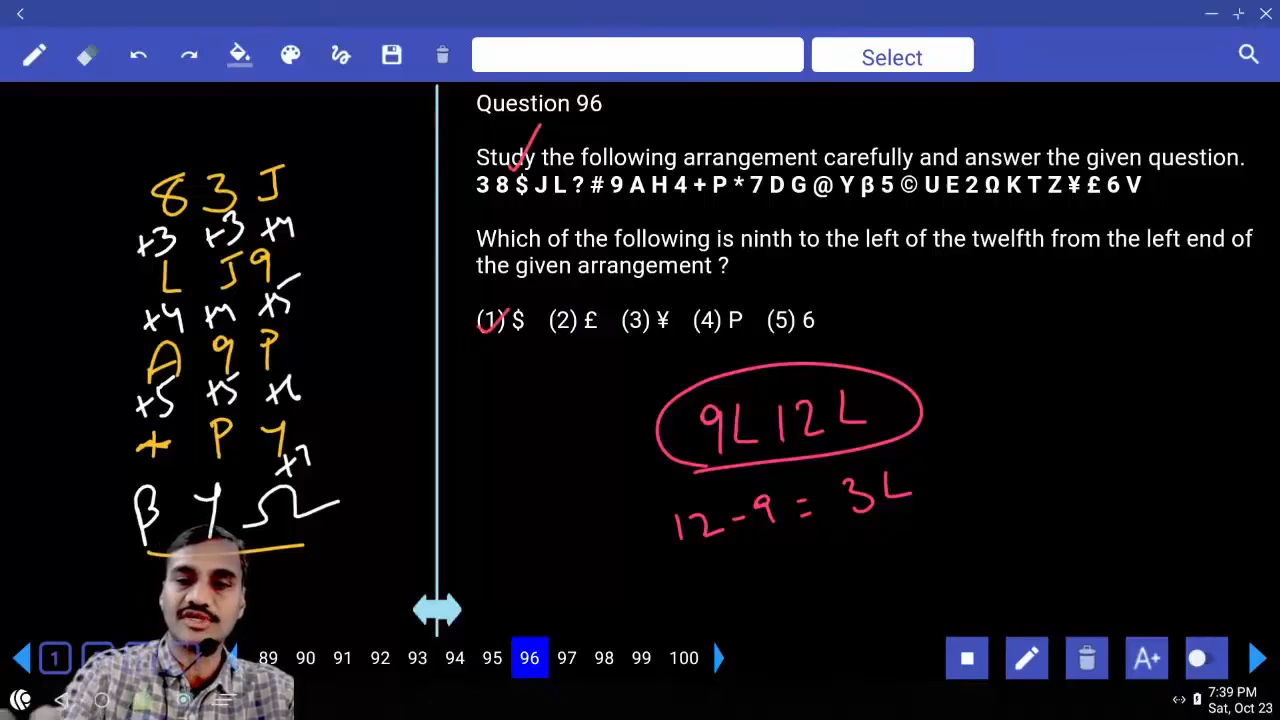 Select
Question 96
Study the following arrangement carefully and answer the given question.
3 8 $ J L ? # 9 A H 4 + P * 7 D G @ Y β 5 © U E 2 Ω K T Z ¥ £ 6 V
Which of the following is ninth to the left of the twelfth from the left end of
the given arrangement ?
(1) $ (2) £ (3) ¥ (4) P (5) 6
9L 12 L
12 - 9 = 3L
8 3 J
+3 +3 +4
L J 9
+4 +4 +5
A 9 P
+5 +5 +6
+ P Y
+7
β Y Ω
1
89 90 91 92 93 94 95 96 97 98 99 100
A+
7:39 PM
Sat, Oct 23